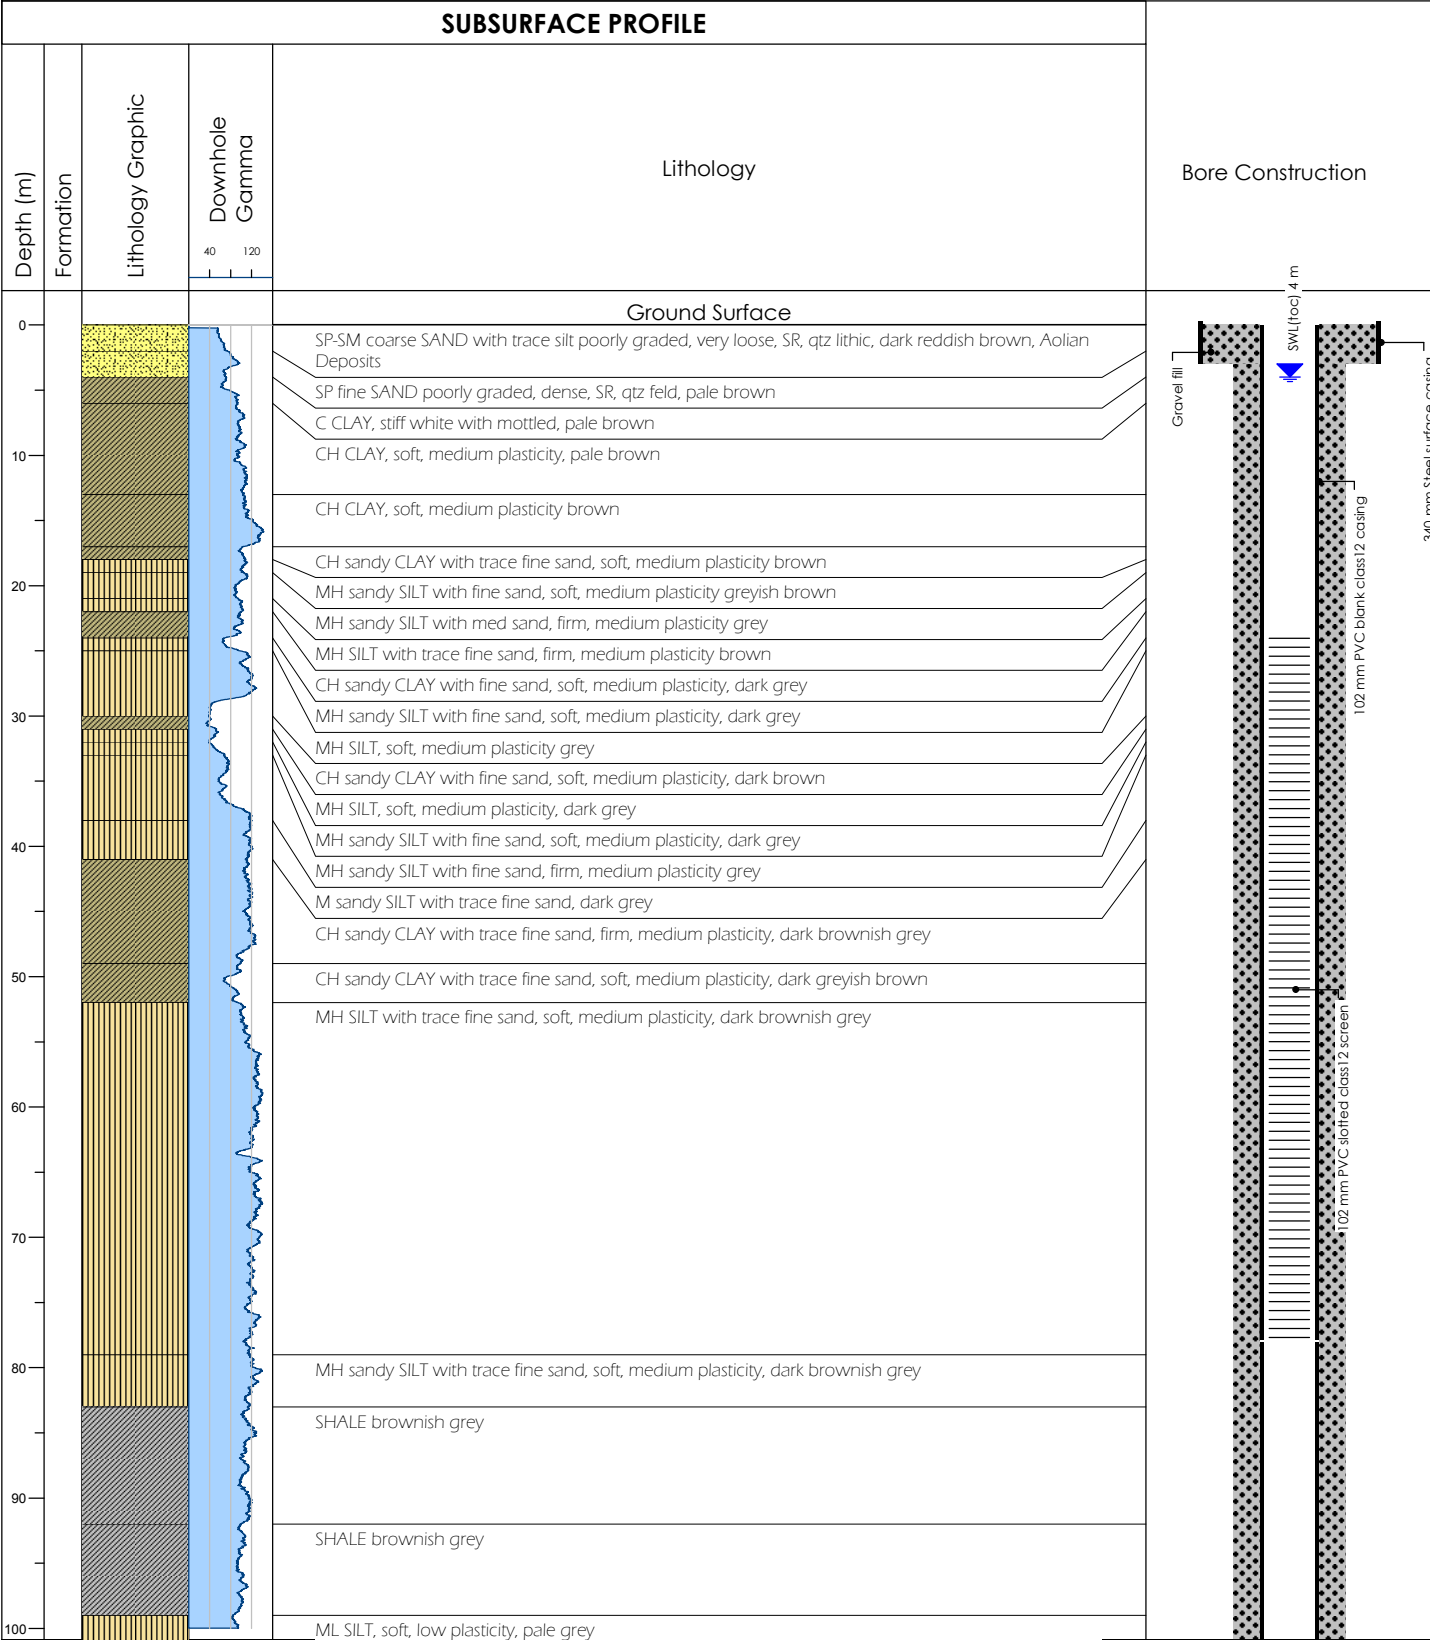 SUBSURFACE PROFILE
Depth (m)
Formation
Lithology Graphic
Downhole
Gamma
40 120
Lithology
Bore Construction
Ground Surface
SWL(toc) 4 m
0
10
20
30
40
50
60
70
80
90
100
SP-SM coarse SAND with trace silt poorly graded, very loose, SR, qtz lithic, dark reddish brown, Aolian
Deposits
SP fine SAND poorly graded, dense, SR, qtz feld, pale brown
C CLAY, stiff white with mottled, pale brown
CH CLAY, soft, medium plasticity, pale brown
CH CLAY, soft, medium plasticity brown
CH sandy CLAY with trace fine sand, soft, medium plasticity brown
MH sandy SILT with fine sand, soft, medium plasticity greyish brown
MH sandy SILT with med sand, firm, medium plasticity grey
MH SILT with trace fine sand, firm, medium plasticity brown
CH sandy CLAY with fine sand, soft, medium plasticity, dark grey
MH sandy SILT with fine sand, soft, medium plasticity, dark grey
MH SILT, soft, medium plasticity grey
CH sandy CLAY with fine sand, soft, medium plasticity, dark brown
MH SILT, soft, medium plasticity, dark grey
MH sandy SILT with fine sand, soft, medium plasticity, dark grey
MH sandy SILT with fine sand, firm, medium plasticity grey
M sandy SILT with trace fine sand, dark grey
CH sandy CLAY with trace fine sand, firm, medium plasticity, dark brownish grey
CH sandy CLAY with trace fine sand, soft, medium plasticity, dark greyish brown
MH SILT with trace fine sand, soft, medium plasticity, dark brownish grey
MH sandy SILT with trace fine sand, soft, medium plasticity, dark brownish grey
SHALE brownish grey
SHALE brownish grey
ML SILT, soft, low plasticity, pale grey
Gravel fill
340 mm Steel surface casing
102 mm PVC blank class12 casing
102 mm PVC slotted class12 screen